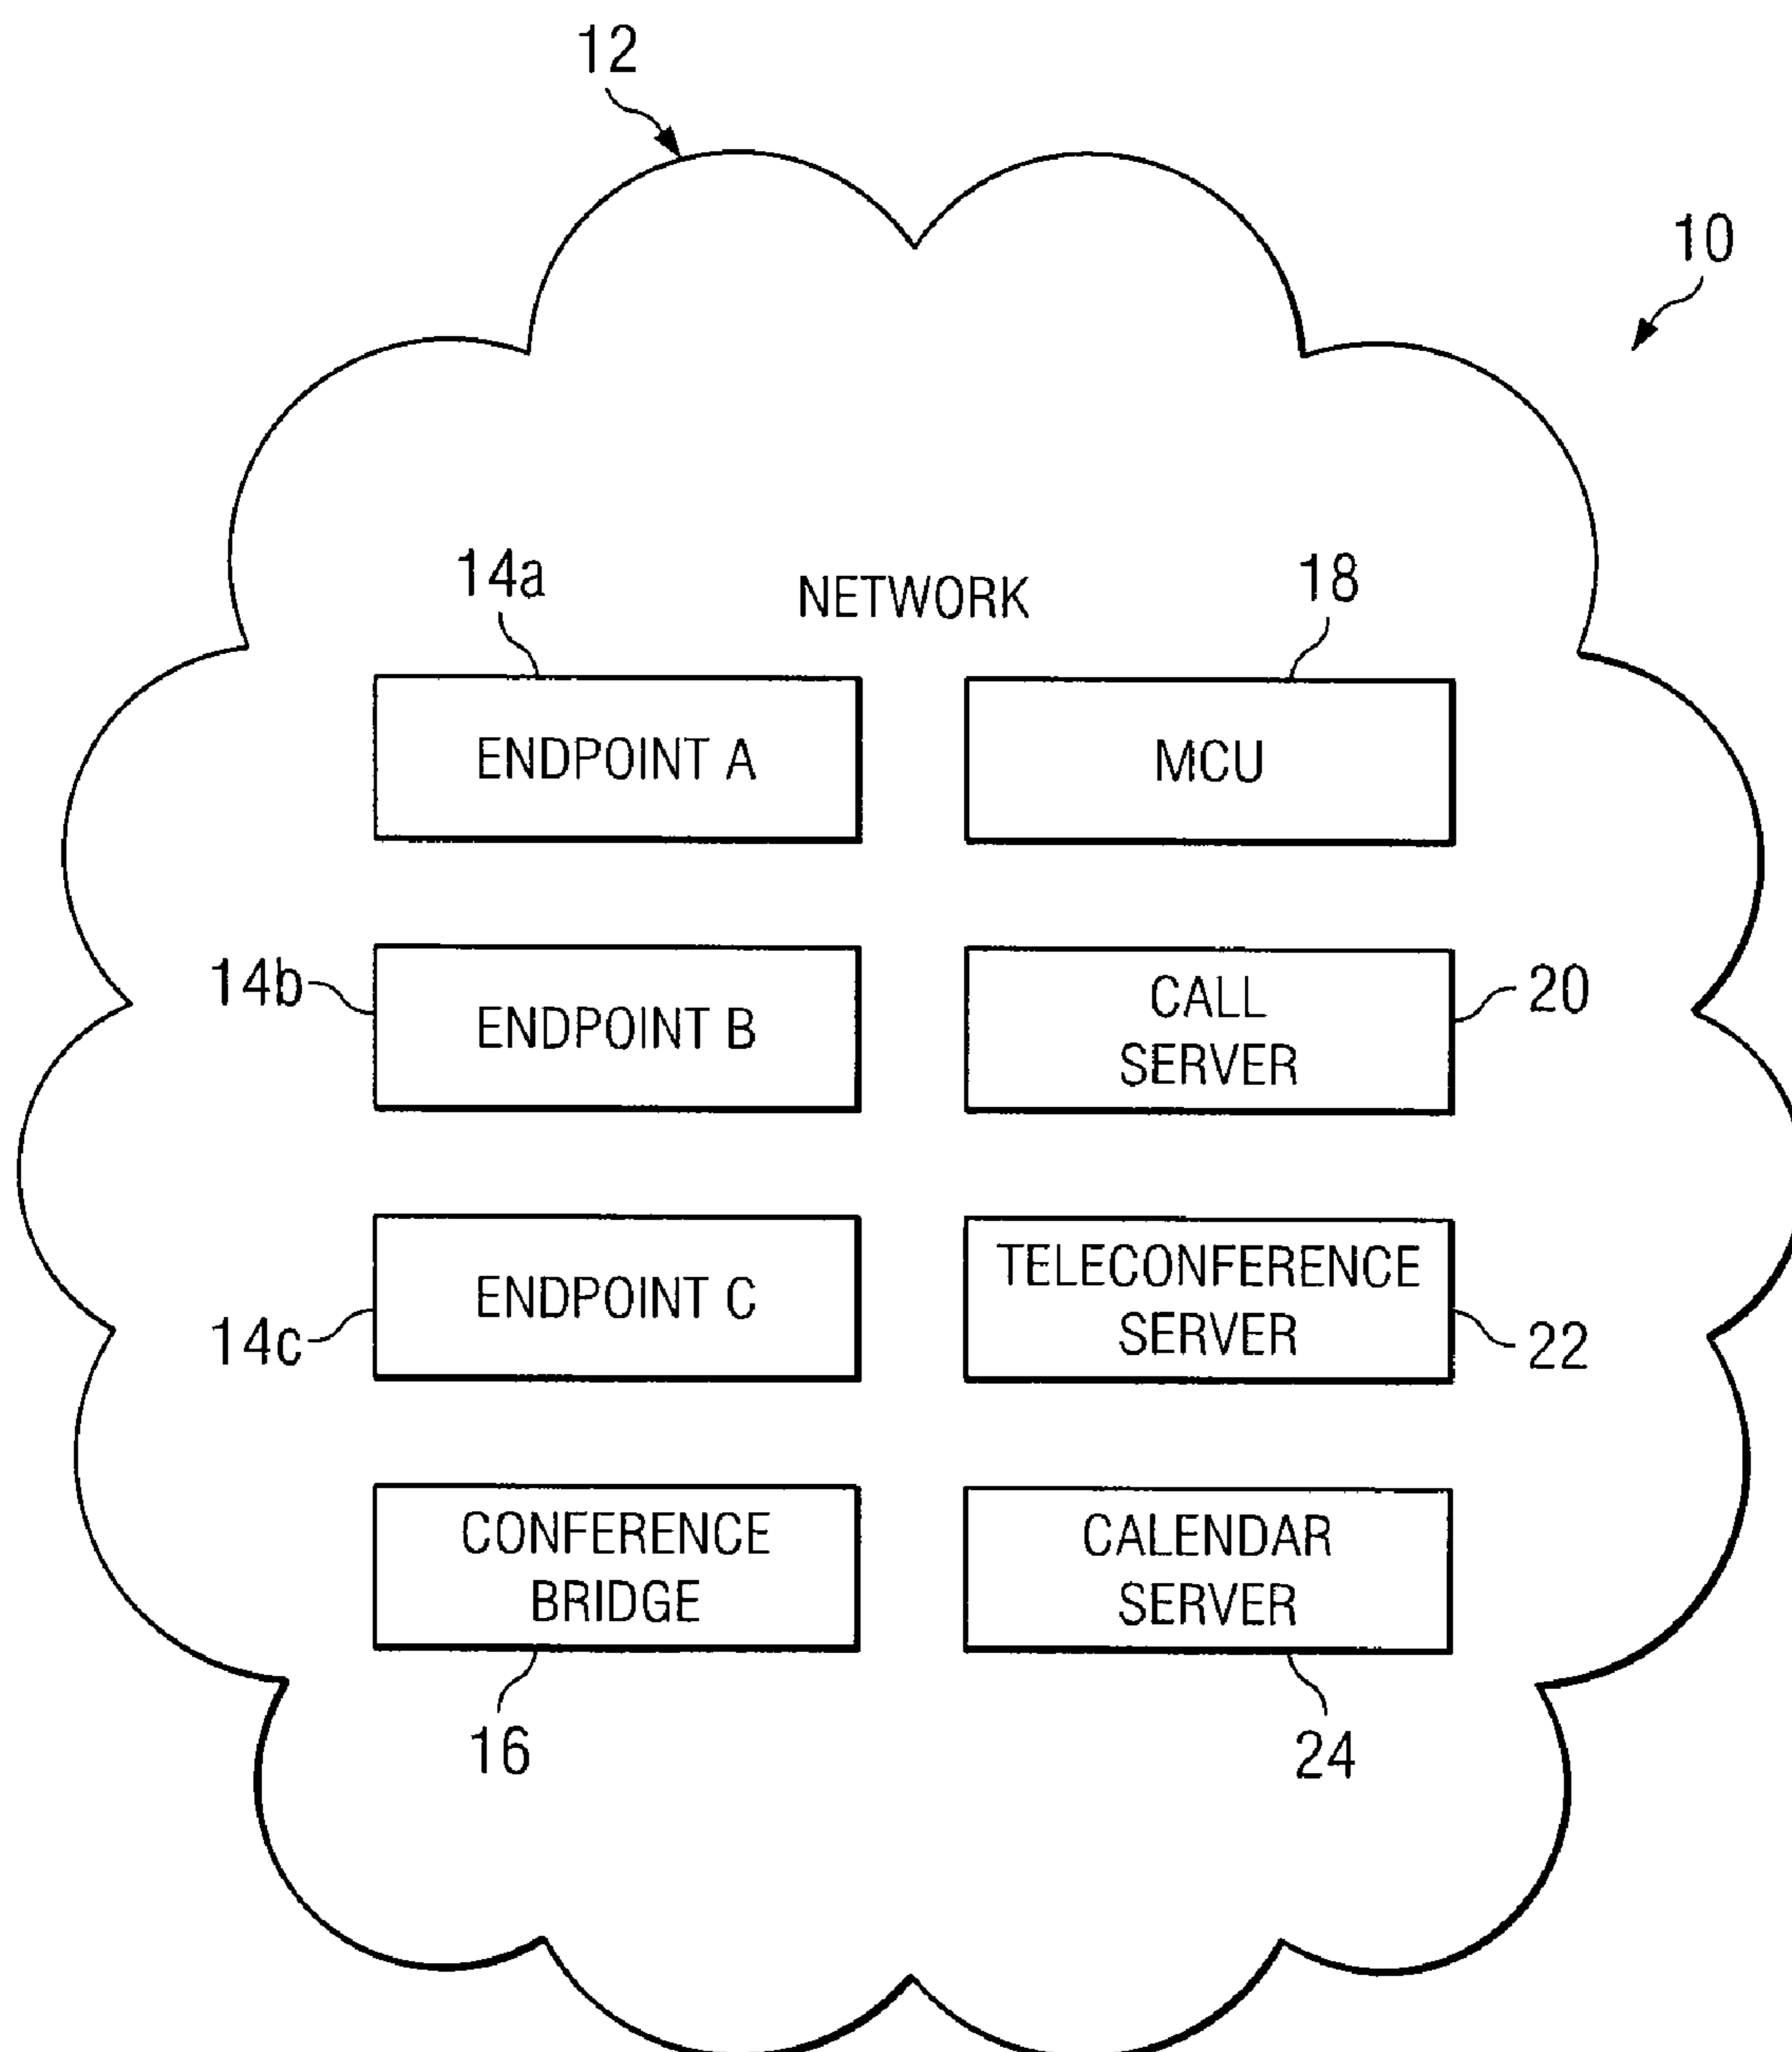 12
10
14a
NETWORK
18
ENDPOINT A
MCU
14b
ENDPOINT B
CALL
SERVER
20
14c
ENDPOINT C
TELECONFERENCE
SERVER
22
CONFERENCE
BRIDGE
CALENDAR
SERVER
16
24